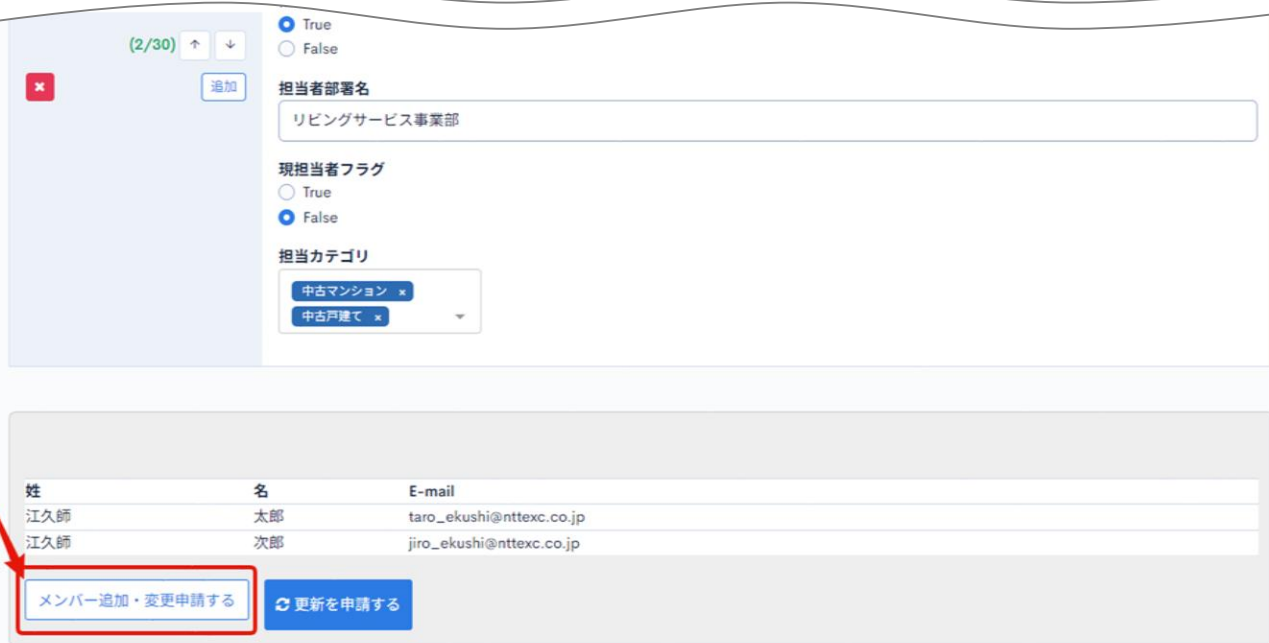 True
(2/30) ↑ ↓
False
× 追加
担当者部署名
リビングサービス事業部
現担当者フラグ
True
False
担当カテゴリ
中古マンション ×
中古戸建て ×
姓 名 E-mail
江久師 太郎 taro_ekushi@nttexc.co.jp
江久師 次郎 jiro_ekushi@nttexc.co.jp
メンバー追加・変更申請する 更新を申請する